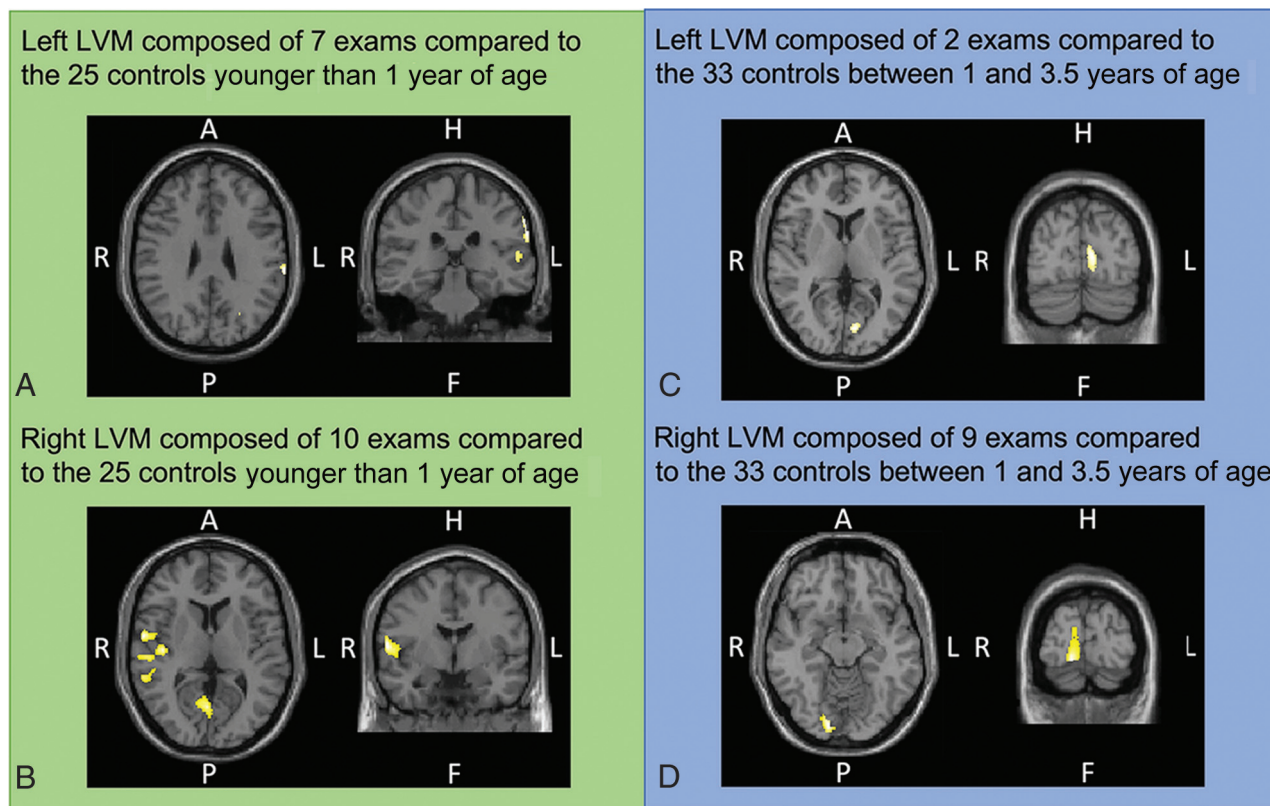 Left LVM composed of 7 exams compared to
the 25 controls younger than 1 year of age
A
H
R
L
R
L
A
P
F
Right LVM composed of 10 exams compared
to the 25 controls younger than 1 year of age
A
H
R
L
R
L
B
P
F
Left LVM composed of 2 exams compared to
the 33 controls between 1 and 3.5 years of age
A
H
R
L
R
L
C
P
F
Right LVM composed of 9 exams compared
to the 33 controls between 1 and 3.5 years of age
A
H
R
L
R
L
D
P
F